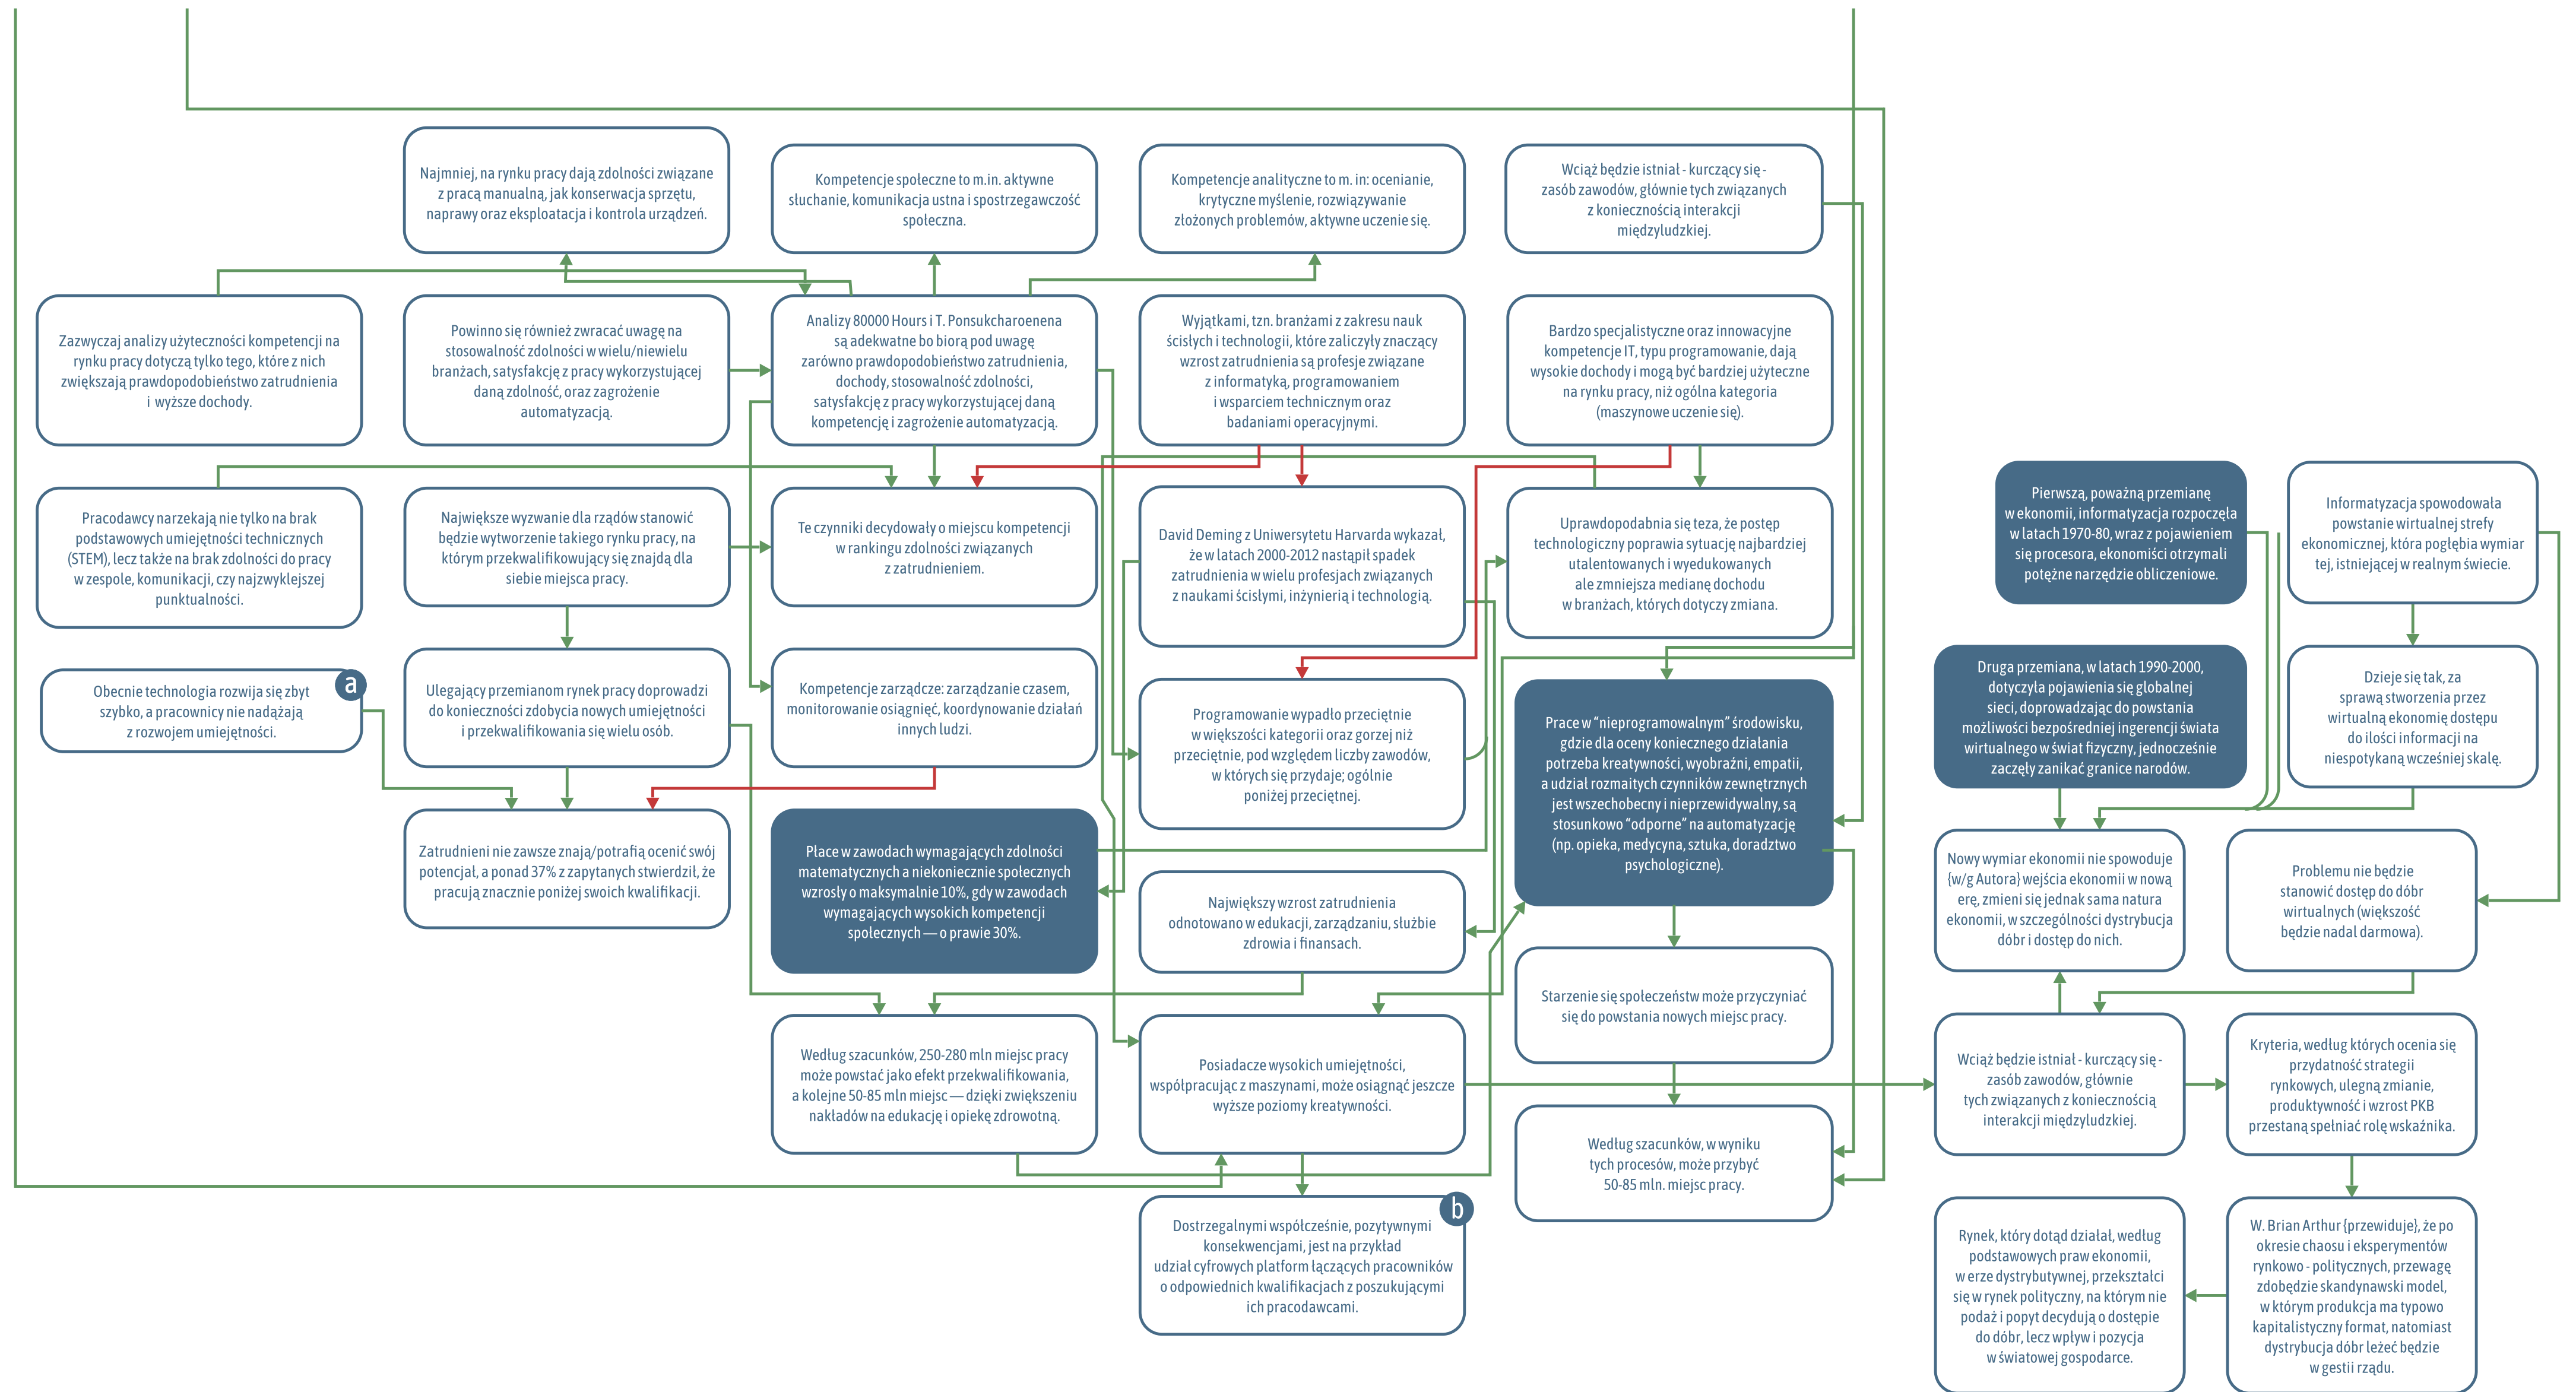 Najmniej, na rynku pracy dają zdolności związane
z pracą manualną, jak konserwacja sprzętu,
naprawy oraz eksploatacja i kontrola urządzeń.
Kompetencje społeczne to m.in. aktywne
słuchanie, komunikacja ustna i spostrzegawczość
społeczna.
Kompetencje analityczne to m. in: ocenianie,
krytyczne myślenie, rozwiązywanie
złożonych problemów, aktywne uczenie się.
Wciąż będzie istniał - kurczący się -
zasób zawodów, głównie tych związanych
z koniecznością interakcji
międzyludzkiej.
Zazwyczaj analizy użyteczności kompetencji na
rynku pracy dotyczą tylko tego, które z nich
zwiększają prawdopodobieństwo zatrudnienia
i wyższe dochody.
Powinno się również zwracać uwagę na
stosowalność zdolności w wielu/niewielu
branżach, satysfakcję z pracy wykorzystującej
daną zdolność, oraz zagrożenie
automatyzacją.
Analizy 80000 Hours i T. Ponsukcharoenena
są adekwatne bo biorą pod uwagę
zarówno prawdopodobieństwo zatrudnienia,
dochody, stosowalność zdolności,
satysfakcję z pracy wykorzystującej daną
kompetencję i zagrożenie automatyzacją.
Wyjątkami, tzn. branżami z zakresu nauk
ścisłych i technologii, które zaliczyły znaczący
wzrost zatrudnienia są profesje związane
z informatyką, programowaniem
i wsparciem technicznym oraz
badaniami operacyjnymi.
Bardzo specjalistyczne oraz innowacyjne
kompetencje IT, typu programowanie, dają
wysokie dochody i mogą być bardziej użyteczne
na rynku pracy, niż ogólna kategoria
(maszynowe uczenie się).
Pracodawcy narzekają nie tylko na brak
podstawowych umiejętności technicznych
(STEM), lecz także na brak zdolności do pracy
w zespole, komunikacji, czy najzwyklejszej
punktualności.
Największe wyzwanie dla rządów stanowić
będzie wytworzenie takiego rynku pracy, na
którym przekwalifikowujący się znajdą dla
siebie miejsca pracy.
Te czynniki decydowały o miejscu kompetencji
w rankingu zdolności związanych
z zatrudnieniem.
David Deming z Uniwersytetu Harvarda wykazał,
że w latach 2000-2012 nastąpił spadek
zatrudnienia w wielu profesjach związanych
z naukami ścisłymi, inżynierią i technologią.
Uprawdopodabnia się teza, że postęp
technologiczny poprawia sytuację najbardziej
utalentowanych i wyedukowanych
ale zmniejsza medianę dochodu
w branżach, których dotyczy zmiana.
Pierwszą, poważną przemianę
w ekonomii, informatyzacja rozpoczęła
w latach 1970-80, wraz z pojawieniem
się procesora, ekonomiści otrzymali
potężne narzędzie obliczeniowe.
Informatyzacja spowodowała
powstanie wirtualnej strefy
ekonomicznej, która pogłębia wymiar
tej, istniejącej w realnym świecie.
a
Obecnie technologia rozwija się zbyt
szybko, a pracownicy nie nadążają
z rozwojem umiejętności.
Ulegający przemianom rynek pracy doprowadzi
do konieczności zdobycia nowych umiejętności
i przekwalifikowania się wielu osób.
Kompetencje zarządcze: zarządzanie czasem,
monitorowanie osiągnięć, koordynowanie działań
innych ludzi.
Programowanie wypadło przeciętnie
w większości kategorii oraz gorzej niż
przeciętnie, pod względem liczby zawodów,
w których się przydaje; ogólnie
poniżej przeciętnej.
Prace w “nieprogramowalnym” środowisku,
gdzie dla oceny koniecznego działania
potrzeba kreatywności, wyobraźni, empatii,
a udział rozmaitych czynników zewnętrznych
jest wszechobecny i nieprzewidywalny, są
stosunkowo “odporne” na automatyzację
(np. opieka, medycyna, sztuka, doradztwo
psychologiczne).
Druga przemiana, w latach 1990-2000,
dotyczyła pojawienia się globalnej
sieci, doprowadzając do powstania
możliwości bezpośredniej ingerencji świata
wirtualnego w świat fizyczny, jednocześnie
zaczęły zanikać granice narodów.
Dzieje się tak, za
sprawą stworzenia przez
wirtualną ekonomię dostępu
do ilości informacji na
niespotykaną wcześniej skalę.
Zatrudnieni nie zawsze znają/potrafią ocenić swój
potencjał, a ponad 37% z zapytanych stwierdził, że
pracują znacznie poniżej swoich kwalifikacji.
Płace w zawodach wymagających zdolności
matematycznych a niekoniecznie społecznych
wzrosły o maksymalnie 10%, gdy w zawodach
wymagających wysokich kompetencji
społecznych — o prawie 30%.
Największy wzrost zatrudnienia
odnotowano w edukacji, zarządzaniu, służbie
zdrowia i finansach.
Nowy wymiar ekonomii nie spowoduje
{w/g Autora} wejścia ekonomii w nową
erę, zmieni się jednak sama natura
ekonomii, w szczególności dystrybucja
dóbr i dostęp do nich.
Problemu nie będzie
stanowić dostęp do dóbr
wirtualnych (większość
będzie nadal darmowa).
Starzenie się społeczeństw może przyczyniać
się do powstania nowych miejsc pracy.
Według szacunków, 250-280 mln miejsc pracy
może powstać jako efekt przekwalifikowania,
a kolejne 50-85 mln miejsc — dzięki zwiększeniu
nakładów na edukację i opiekę zdrowotną.
Posiadacze wysokich umiejętności,
współpracując z maszynami, może osiągnąć jeszcze
wyższe poziomy kreatywności.
Według szacunków, w wyniku
tych procesów, może przybyć
50-85 mln. miejsc pracy.
Wciąż będzie istniał - kurczący się -
zasób zawodów, głównie
tych związanych z koniecznością
interakcji międzyludzkiej.
Kryteria, według których ocenia się
przydatność strategii
rynkowych, ulegną zmianie,
produktywność i wzrost PKB
przestaną spełniać rolę wskaźnika.
b
Dostrzegalnymi współcześnie, pozytywnymi
konsekwencjami, jest na przykład
udział cyfrowych platform łączących pracowników
o odpowiednich kwalifikacjach z poszukującymi
ich pracodawcami.
Rynek, który dotąd działał, według
podstawowych praw ekonomii,
w erze dystrybutywnej, przekształci
się w rynek polityczny, na którym nie
podaż i popyt decydują o dostępie
do dóbr, lecz wpływ i pozycja
w światowej gospodarce.
W. Brian Arthur {przewiduje}, że po
okresie chaosu i eksperymentów
rynkowo - politycznych, przewagę
zdobędzie skandynawski model,
w którym produkcja ma typowo
kapitalistyczny format, natomiast
dystrybucja dóbr leżeć będzie
w gestii rządu.